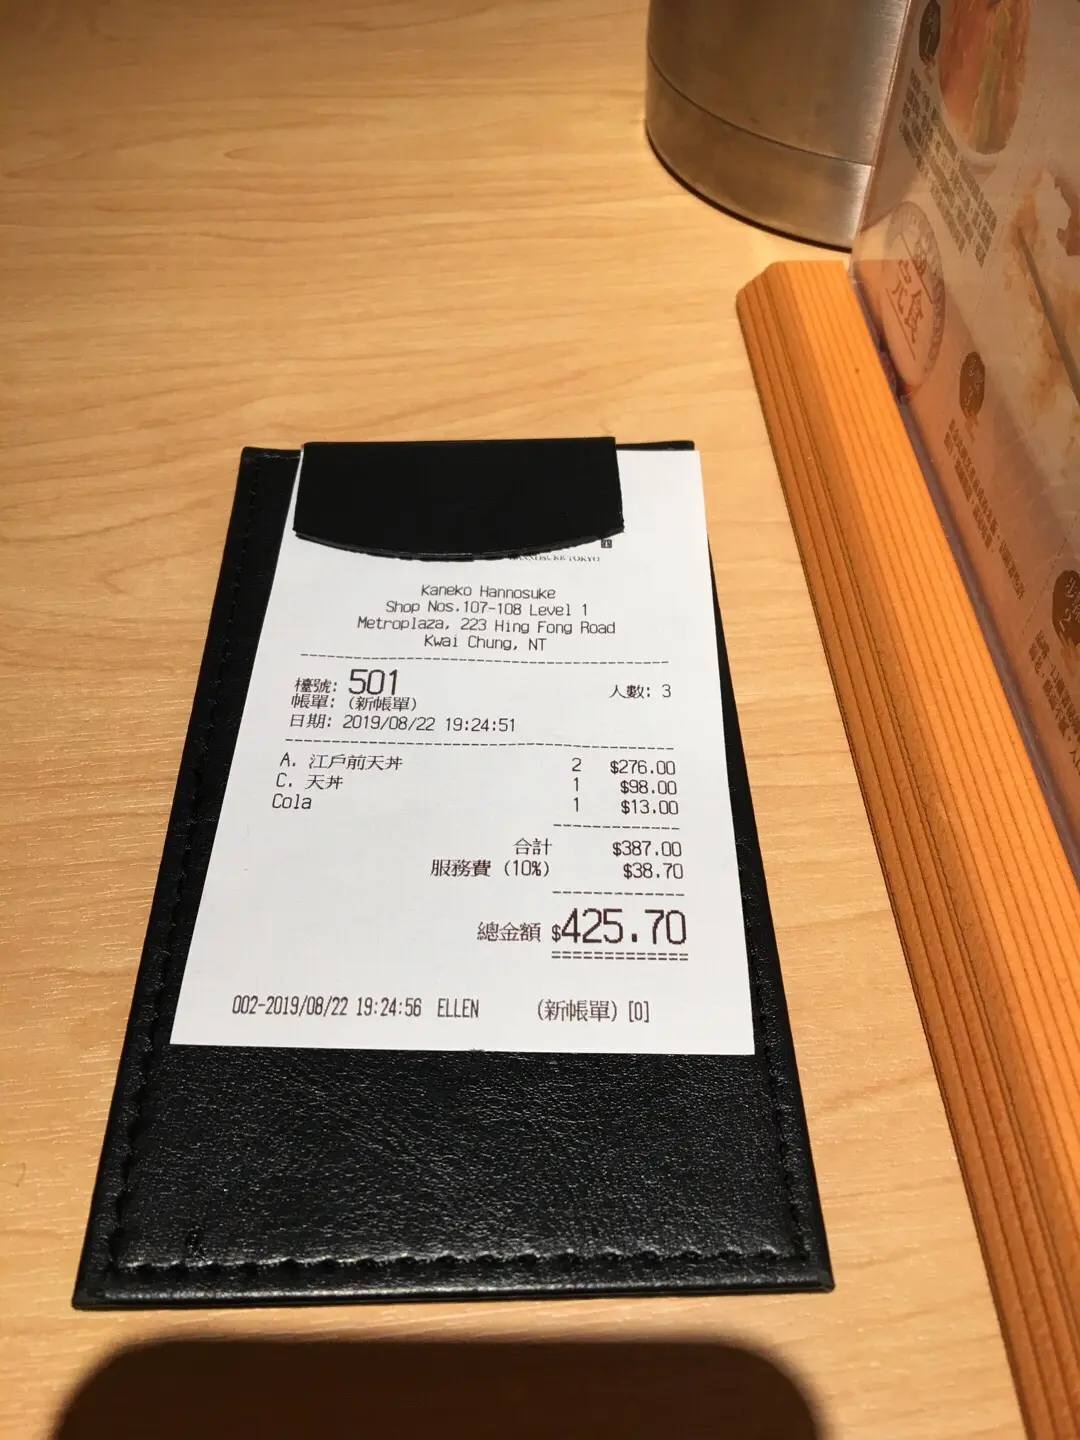 TOKYO
Kaneko Hannosuke
Shop Nos.107-108 Level 1
Metroplaza, 223 Hing Fong Road
Kwai Chung, NT
檯號: 501 人數: 3
帳單: (新帳單)
日期: 2019/08/22 19:24:51
A. 江戶前天丼 2 $276.00
C. 天丼 1 $98.00
Cola 1 $13.00
合計 $387.00
服務費 (10%) $38.70
總金額 $425.70
002-2019/08/22 19:24:56 ELLEN (新帳單) [0]